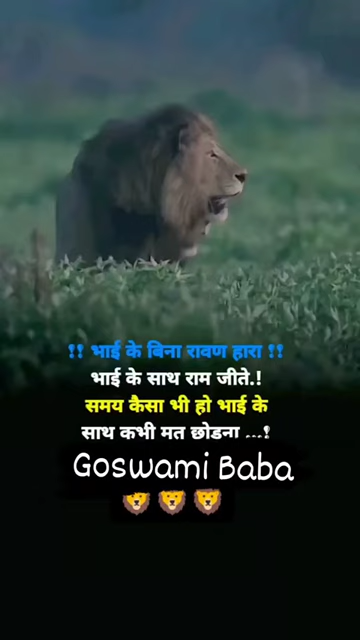 !! भाई के बिना रावण हारा !!
भाई के साथ राम जीते.!
समय कैसा भी हो भाई के
साथ कभी मत छोडना ...!
Goswami Baba
🦁🦁🦁